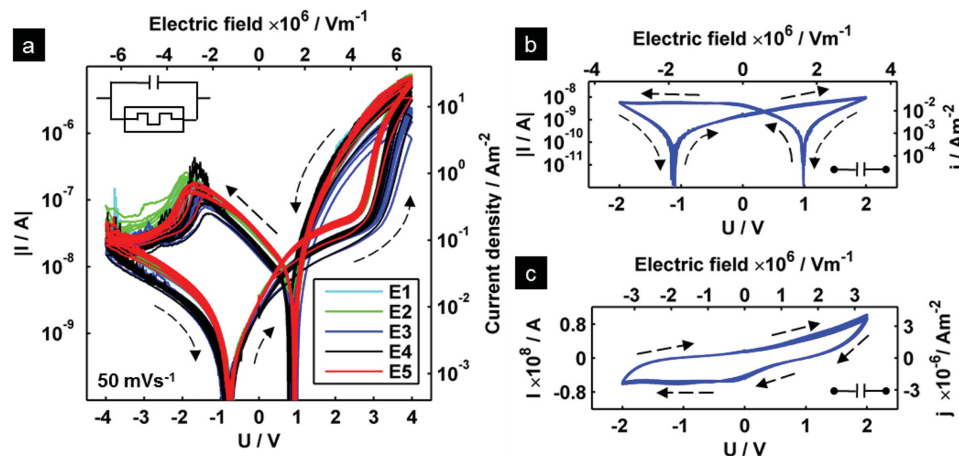 a
Electric field ×10⁶ / Vm⁻¹
-6 -4 -2 0 2 4 6
|I / A|
10⁻⁶
10⁻⁷
10⁻⁸
10⁻⁹
Current density / Am⁻²
10¹
10⁰
10⁻¹
10⁻²
10⁻³
E1
E2
E3
E4
E5
50 mVs⁻¹
-4 -3 -2 -1 0 1 2 3 4
U / V
b
Electric field ×10⁶ / Vm⁻¹
-4 -2 0 2 4
|I / A|
10⁻⁸
10⁻⁹
10⁻¹⁰
10⁻¹¹
j / Am⁻²
10⁻²
10⁻³
10⁻⁴
-2 -1 0 1 2
U / V
c
Electric field ×10⁶ / Vm⁻¹
-3 -2 -1 0 1 2 3
I ×10⁸ / A
0.8
0
-0.8
j ×10⁻⁶/ Am⁻²
3
0
-3
-2 -1 0 1 2
U / V